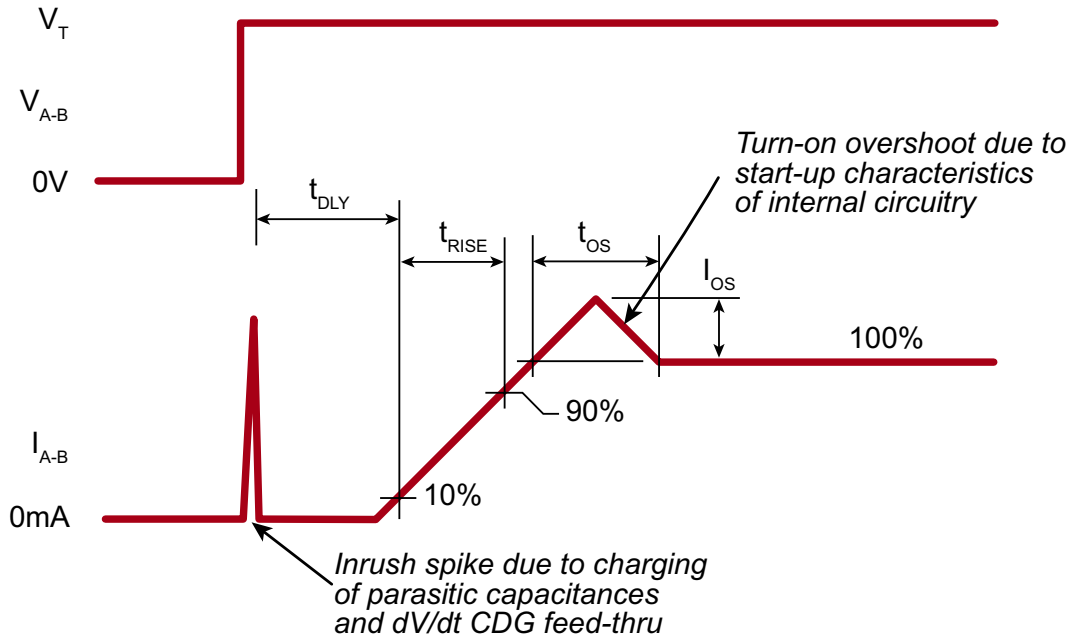 V_T
V_A-B
0V
Turn-on overshoot due to
start-up characteristics
of internal circuitry
t_DLY
t_RISE
t_OS
I_OS
100%
90%
I_A-B
10%
0mA
Inrush spike due to charging
of parasitic capacitances
and dV/dt CDG feed-thru